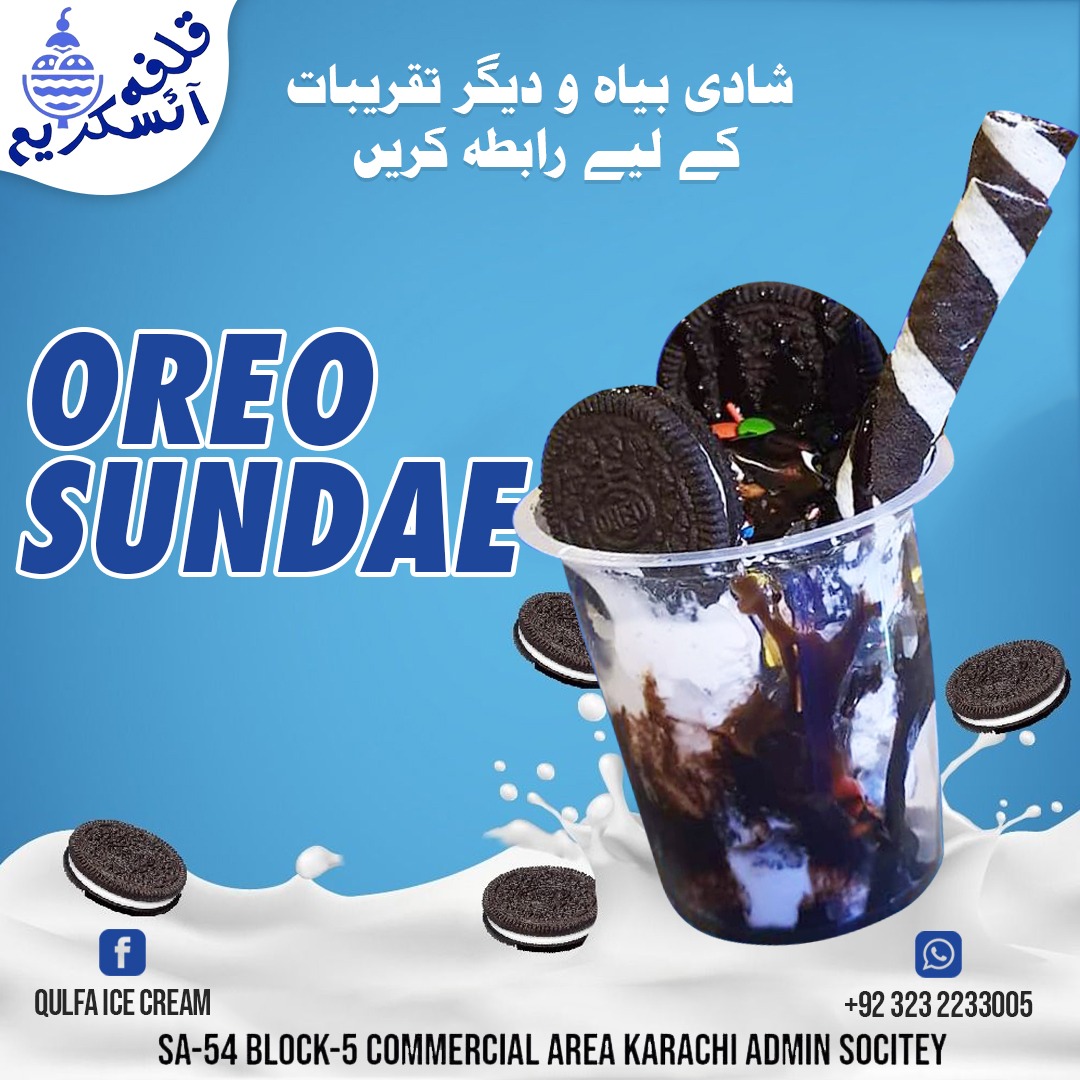 قلفہ
آئسکریم
شادی بیاہ و دیگر تقریبات
کے لیے رابطہ کریں
OREO
SUNDAE
QULFA ICE CREAM
+92 323 2233005
SA-54 BLOCK-5 COMMERCIAL AREA KARACHI ADMIN SOCITEY